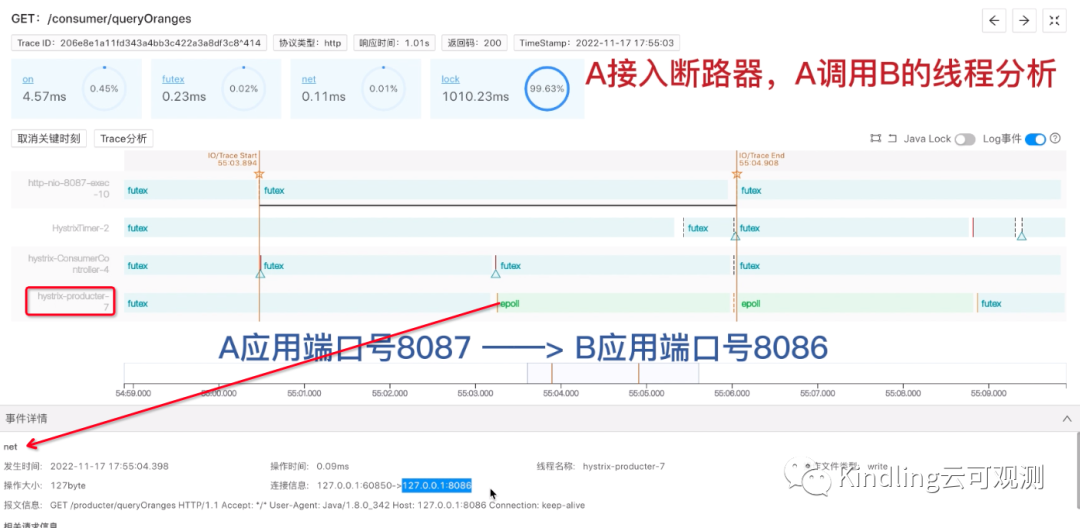 GET：/consumer/queryOranges
Trace ID：206e8e1a11fd343a4bb3c422a3a8df3c8^414 协议类型：http 响应时间：1.01s 返回码：200 TimeStamp：2022-11-17 17:55:03
on
4.57ms
0.45%
futex
0.23ms
0.02%
net
0.11ms
0.01%
lock
1010.23ms
99.63%
A接入断路器，A调用B的线程分析
取消关键时刻 Trace分析
Java Lock Log事件
IO/Trace Start
55:03.894
IO/Trace End
55:04.908
http-nio-8087-exec
-10
futex futex futex
HystrixTimer-2
futex futex futex
hystrix-ConsumerCo
ntroller-4
futex futex futex
hystrix-producter-
7
futex epoll epoll futex
A应用端口号8087 ——> B应用端口号8086
54:59.000 55:00.000 55:01.000 55:02.000 55:03.000 55:04.000 55:05.000 55:06.000 55:07.000 55:08.000 55:09.000
事件详情
net
发生时间: 2022-11-17 17:55:04.398 操作时间: 0.09ms 线程名称: hystrix-producter-7 文件类型: write
操作大小: 127byte 连接信息: 127.0.0.1:60850->127.0.0.1:8086
报文信息: GET /producter/queryOranges HTTP/1.1 Accept: */* User-Agent: Java/1.8.0_342 Host: 127.0.0.1:8086 Connection: keep-alive
相关请求信息
Kindling云可观测